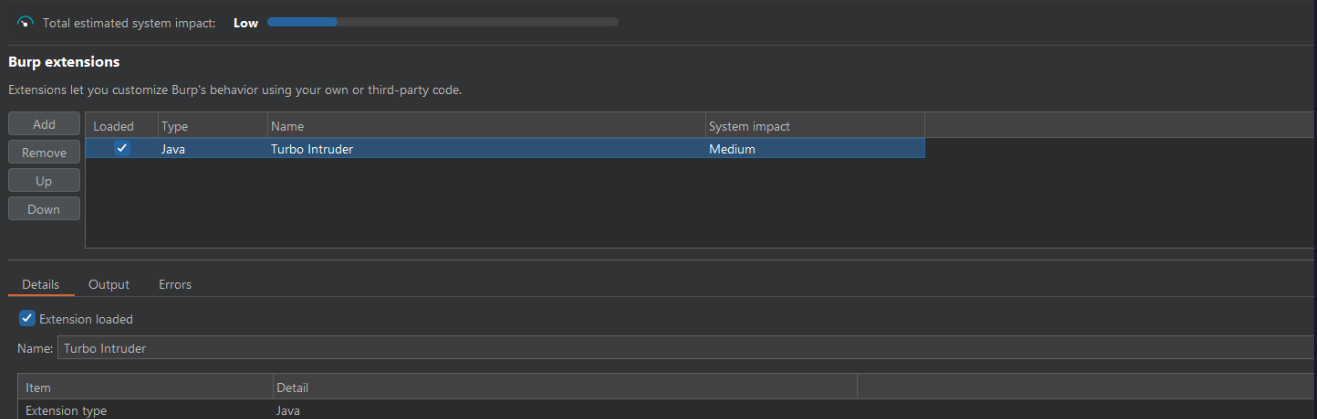 Total estimated system impact: Low
Burp extensions
Extensions let you customize Burp's behavior using your own or third-party code.
Add
Remove
Up
Down
Loaded Type Name System impact
Java Turbo Intruder Medium
Details Output Errors
Extension loaded
Name: Turbo Intruder
Item Detail
Extension type Java